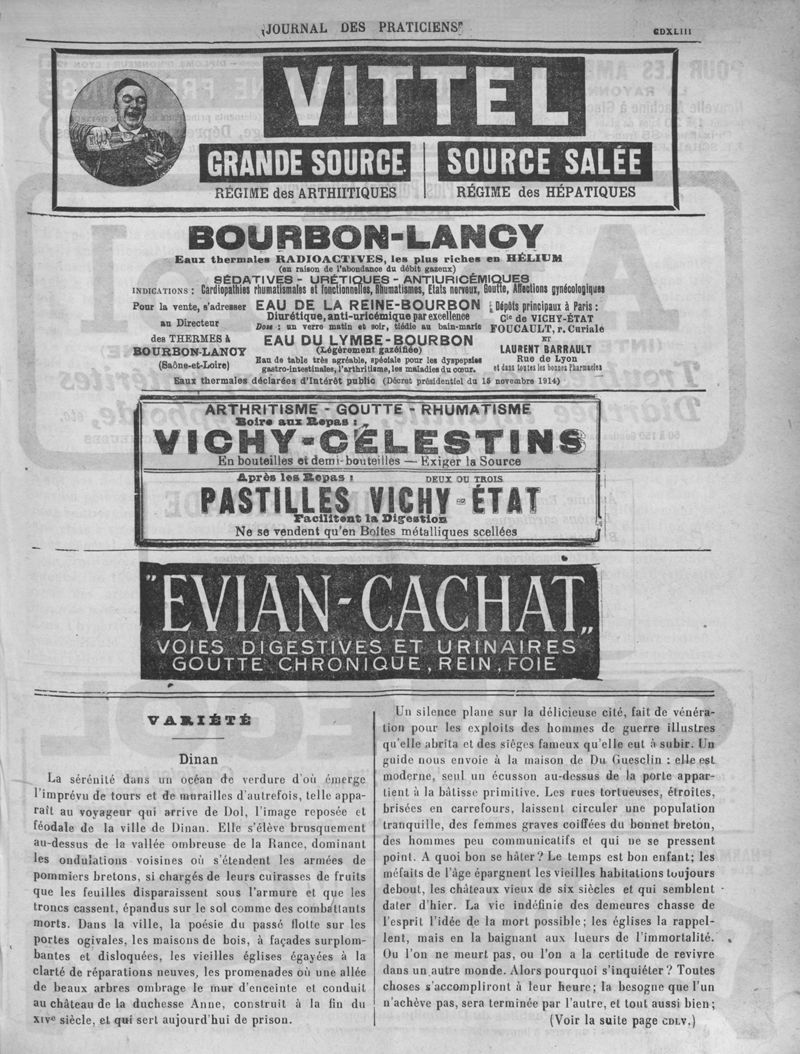 "JOURNAL DES PRATICIENS"
CDXLIII
VITTEL
GRANDE SOURCE
RÉGIME des ARTHRITIQUES
SOURCE SALÉE
RÉGIME des HÉPATIQUES
BOURBON-LANCY
Eaux thermales RADIOACTIVES, les plus riches en HÉLIUM
(en raison de l'abondance du débit gazeux)
SÉDATIVES - URÉTIQUES - ANTIURICÉMIQUES
INDICATIONS : Cardiopathies rhumatismales et fonctionnelles, Rhumatismes, Etats nerveux, Goutte, Affections gynécologiques
Pour la vente, s'adresser
au Directeur
des THERMES à
BOURBON-LANCY
(Saône-et-Loire)
EAU DE LA REINE-BOURBON
Diurétique, anti-uricémique par excellence
Dose : un verre matin et soir, tiédie au bain-marie
EAU DU LYMBE-BOURBON
(Légèrement gazéifiée)
Eau de table très agréable, spéciale pour les dyspepsies
gastro-intestinales, l'arthritisme, les maladies du cœur.
Dépôts principaux à Paris :
Cie de VICHY-ÉTAT
FOUCAULT, r. Curiale
ET
LAURENT BARRAULT
Rue de Lyon
et dans toutes les bonnes Pharmacies
Eaux thermales déclarées d'Intérêt public (Décret présidentiel du 15 novembre 1914)
ARTHRITISME - GOUTTE - RHUMATISME
Boire aux Repas :
VICHY-CÉLESTINS
En bouteilles et demi-bouteilles — Exiger la Source
Après les Repas : DEUX OU TROIS
PASTILLES VICHY-ÉTAT
Facilitent la Digestion
Ne se vendent qu'en Boîtes métalliques scellées
"EVIAN-CACHAT"
VOIES DIGESTIVES ET URINAIRES
GOUTTE CHRONIQUE, REIN, FOIE
VARIÉTÉ
Dinan
La sérénité dans un océan de verdure d'où émerge
l'imprévu de tours et de murailles d'autrefois, telle appa-
raît au voyageur qui arrive de Dol, l'image reposée et
féodale de la ville de Dinan. Elle s'élève brusquement
au-dessus de la vallée ombreuse de la Rance, dominant
les ondulations voisines où s'étendent les armées de
pommiers bretons, si chargés de leurs cuirasses de fruits
que les feuilles disparaissent sous l'armure et que les
troncs cassent, épandus sur le sol comme des combattants
morts. Dans la ville, la poésie du passé flotte sur les
portes ogivales, les maisons de bois, à façades surplom-
bantes et disloquées, les vieilles églises égayées à la
clarté de réparations neuves, les promenades où une allée
de beaux arbres ombrage le mur d'enceinte et conduit
au château de la duchesse Anne, construit à la fin du
XIVe siècle, et qui sert aujourd'hui de prison.
Un silence plane sur la délicieuse cité, fait de vénéra-
tion pour les exploits des hommes de guerre illustres
qu'elle abrita et des sièges fameux qu'elle eut à subir. Un
guide nous envoie à la maison de Du Guesclin : elle est
moderne, seul un écusson au-dessus de la porte appar-
tient à la bâtisse primitive. Les rues tortueuses, étroites,
brisées en carrefours, laissent circuler une population
tranquille, des femmes graves coiffées du bonnet breton,
des hommes peu communicatifs et qui ne se pressent
point. A quoi bon se hâter ? Le temps est bon enfant; les
méfaits de l'âge épargnent les vieilles habitations toujours
debout, les châteaux vieux de six siècles et qui semblent
dater d'hier. La vie indéfinie des demeures chasse de
l'esprit l'idée de la mort possible; les églises la rappel-
lent, mais en la baignant aux lueurs de l'immortalité.
Ou l'on ne meurt pas, ou l'on a la certitude de revivre
dans un autre monde. Alors pourquoi s'inquiéter ? Toutes
choses s'accompliront à leur heure; la besogne que l'un
n'achève pas, sera terminée par l'autre, et tout aussi bien;
(Voir la suite page CDLV.)